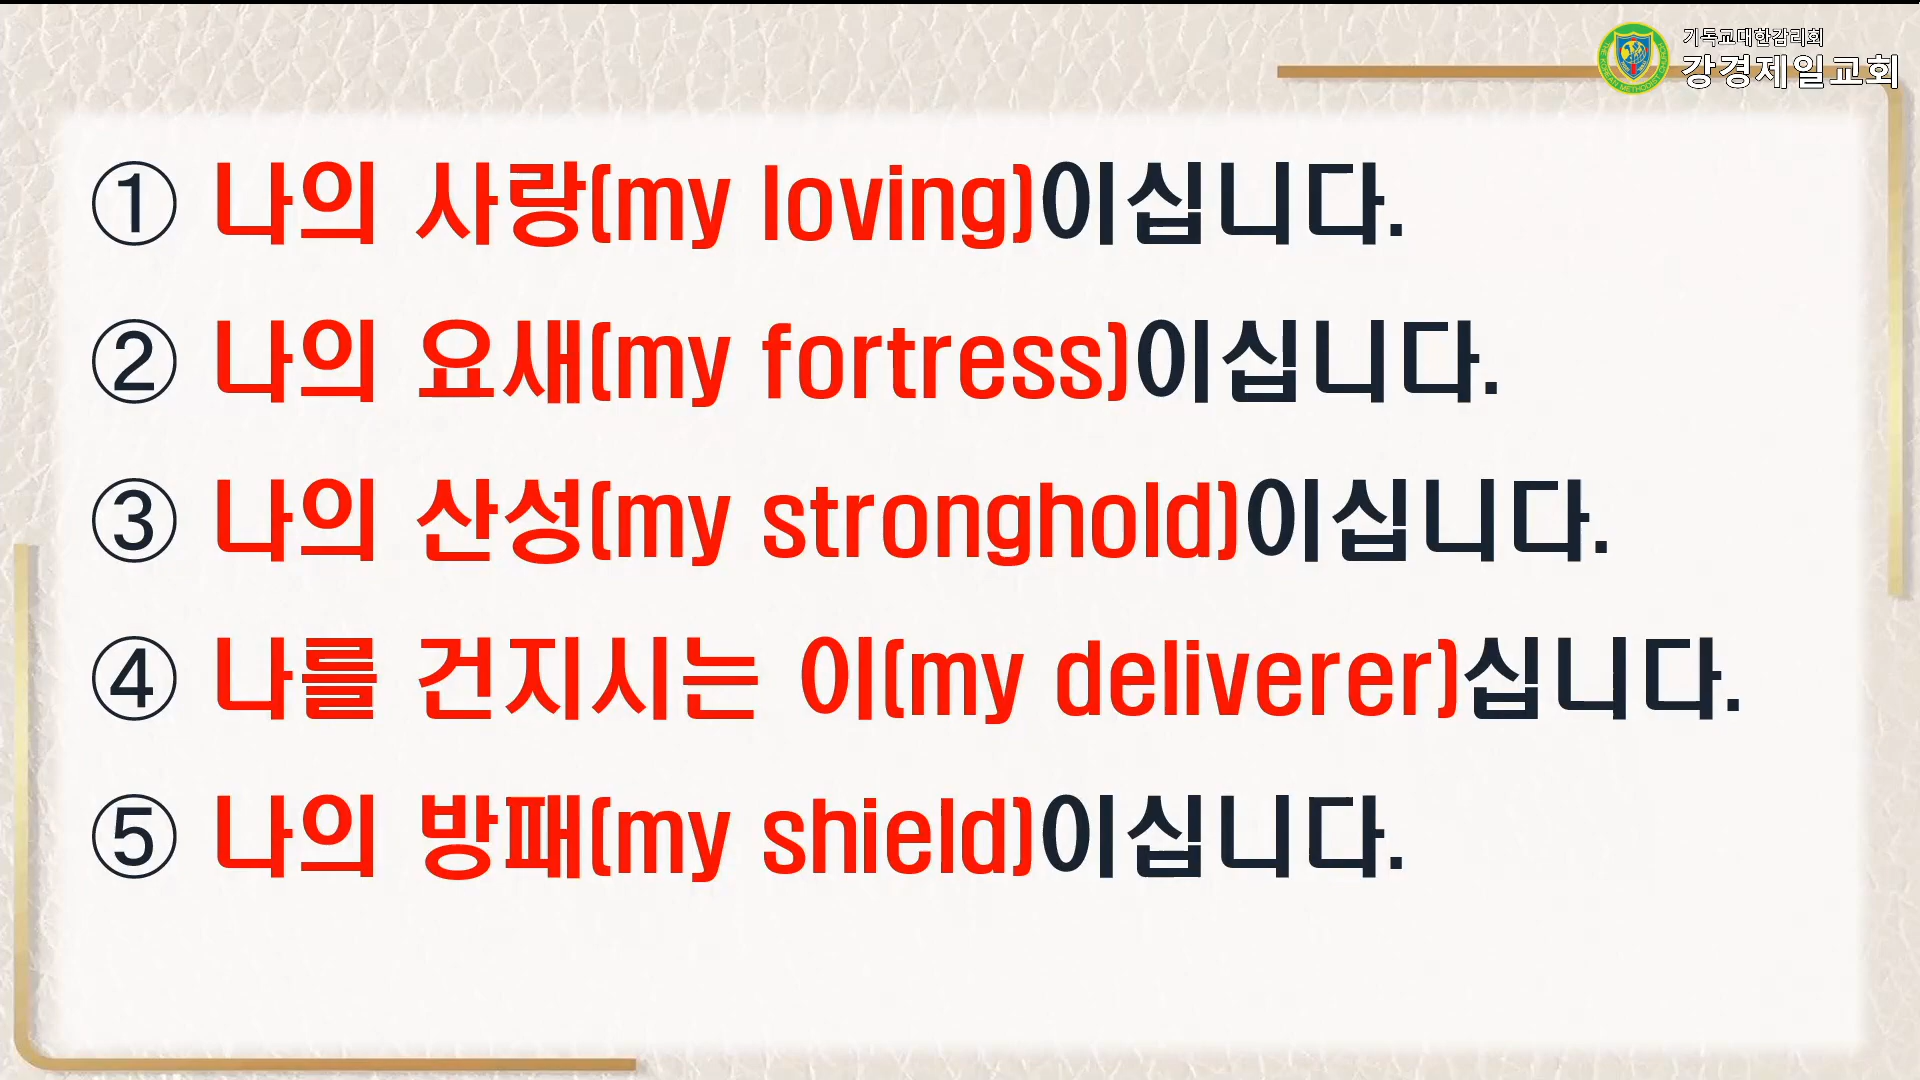 기독교대한감리회
강경제일교회
① 나의 사랑(my loving)이십니다.
② 나의 요새(my fortress)이십니다.
③ 나의 산성(my stronghold)이십니다.
④ 나를 건지시는 이(my deliverer)십니다.
⑤ 나의 방패(my shield)이십니다.